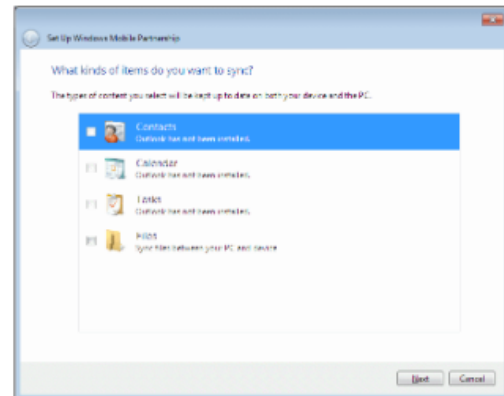 Set Up Windows Mobile Partnership
What kinds of items do you want to sync?
The types of content you select will be kept up to date on both your device and the PC.
Contacts
Outlook has not been installed.
Calendar
Outlook has not been installed.
Tasks
Outlook has not been installed.
Files
Sync files between your PC and device
Next
Cancel